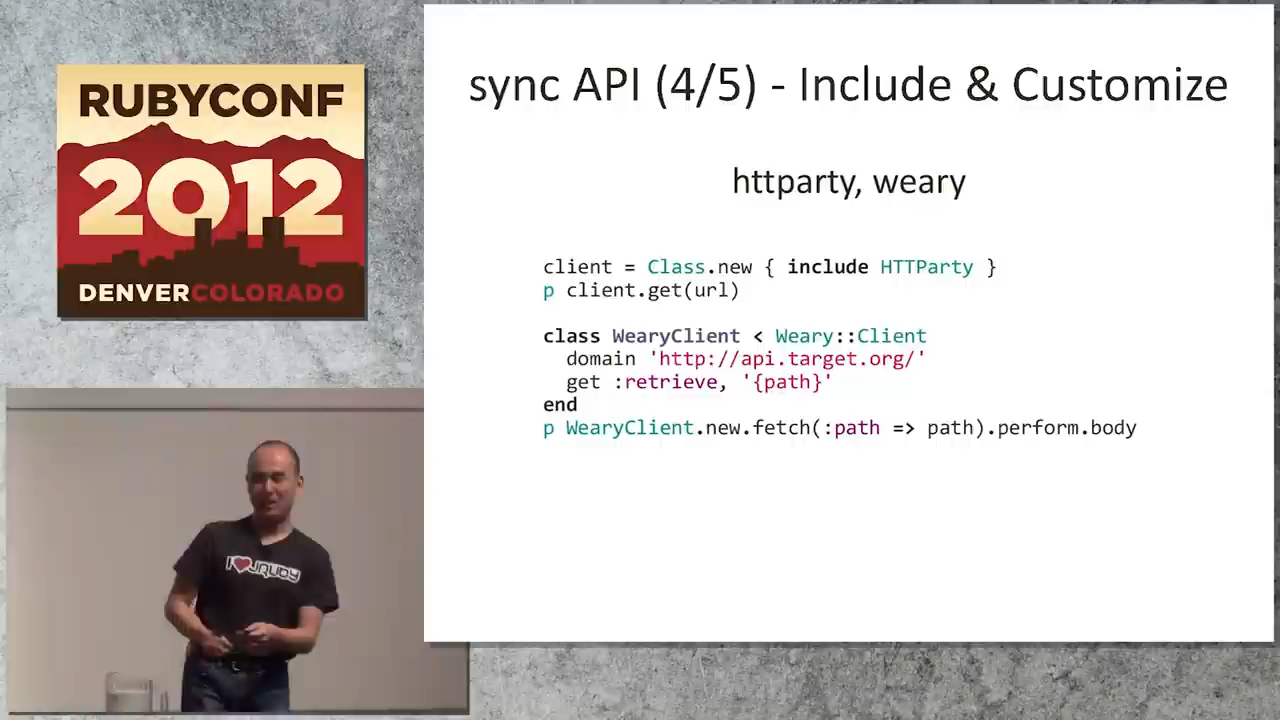 RUBYCONF
2012
DENVERCOLORADO
sync API (4/5) - Include & Customize
httparty, weary
client = Class.new { include HTTParty }
p client.get(url)
class WearyClient < Weary::Client
domain 'http://api.target.org/'
get :retrieve, '{path}'
end
p WearyClient.new.fetch(:path => path).perform.body
I JRUBY